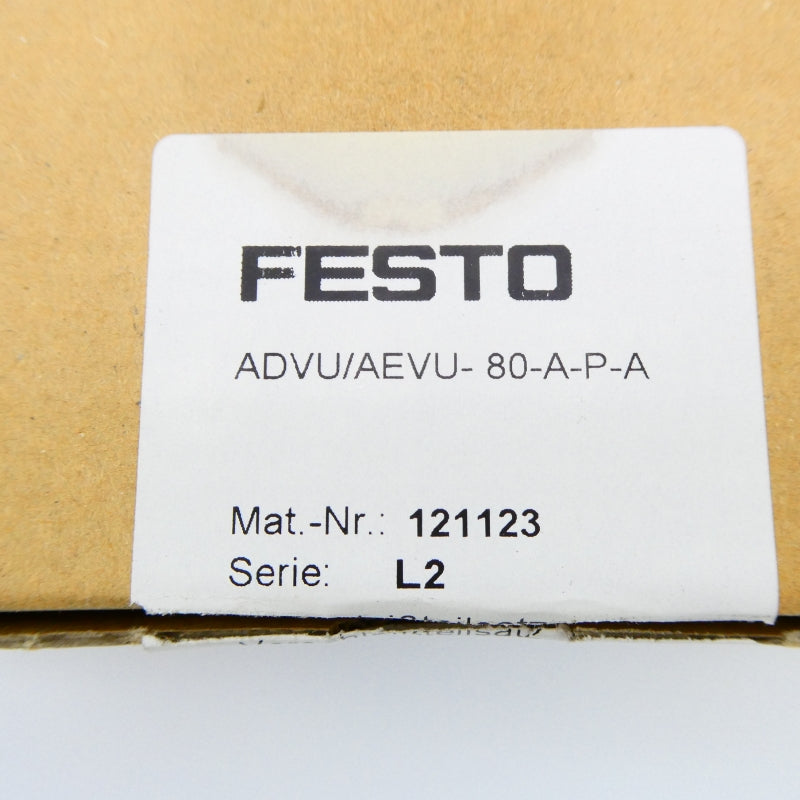 FESTO
ADVU/AEVU- 80-A-P-A
Mat.-Nr.: 121123
Serie: L2